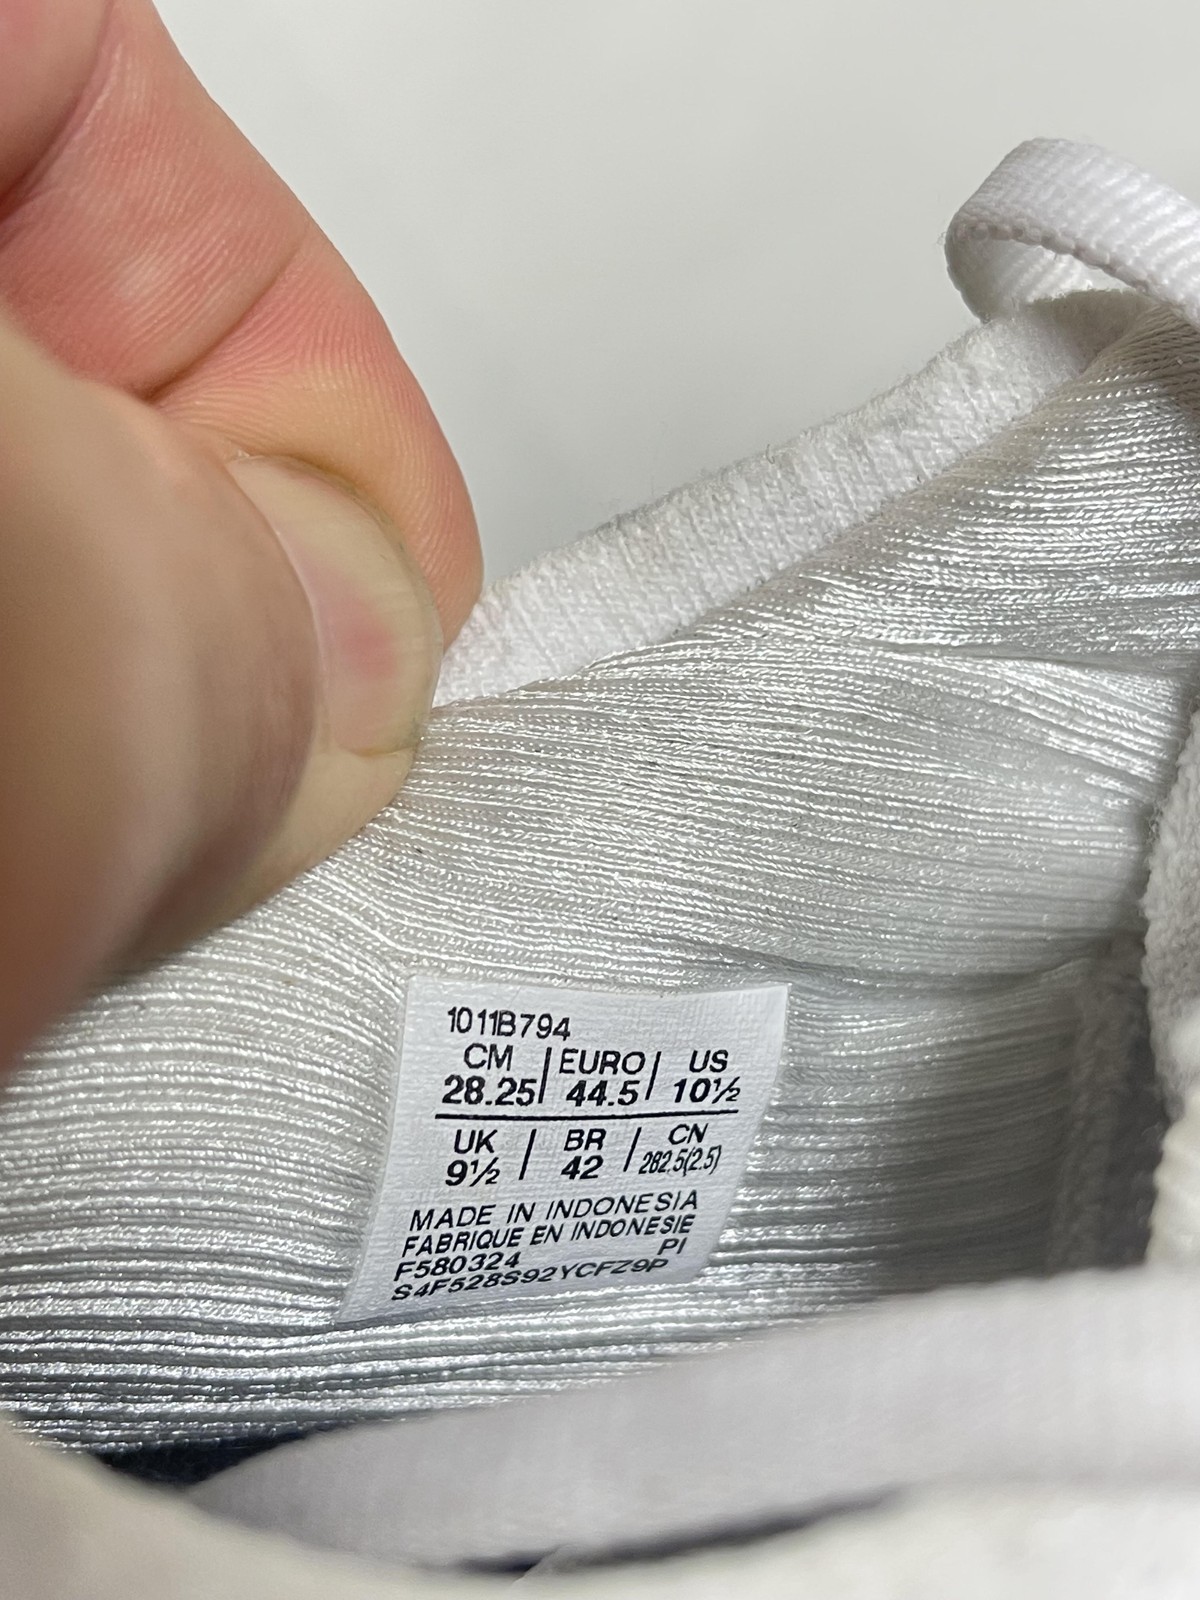 1011B794
CM | EURO | US
28.25 | 44.5 | 10½
UK | BR | CN
9½ | 42 | 282.5(2.5)
MADE IN INDONESIA
FABRIQUE EN INDONESIE
F580324 PI
S4F528S92YCFZ9P